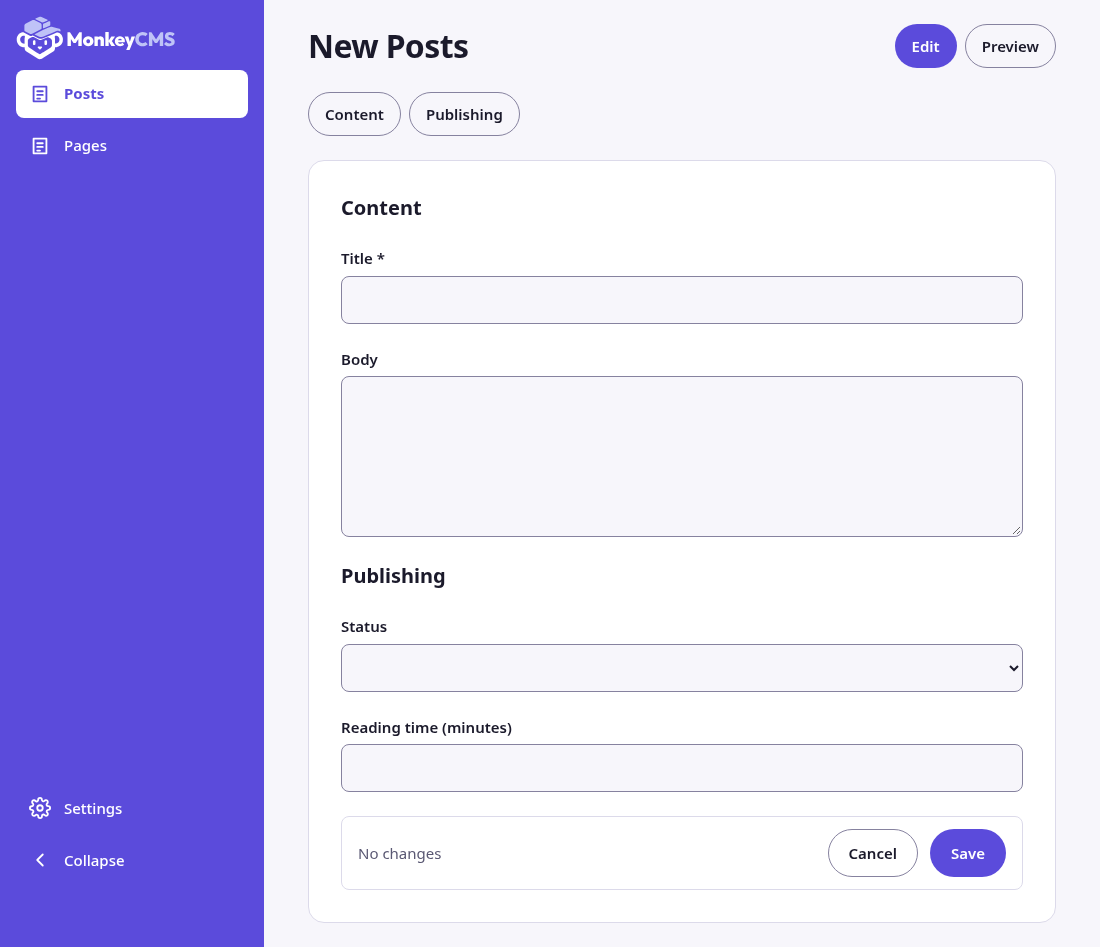 MonkeyCMS
Posts
Pages
Settings
Collapse
New Posts
Edit
Preview
Content
Publishing
Content
Title *
Body
Publishing
Status
Reading time (minutes)
No changes
Cancel
Save